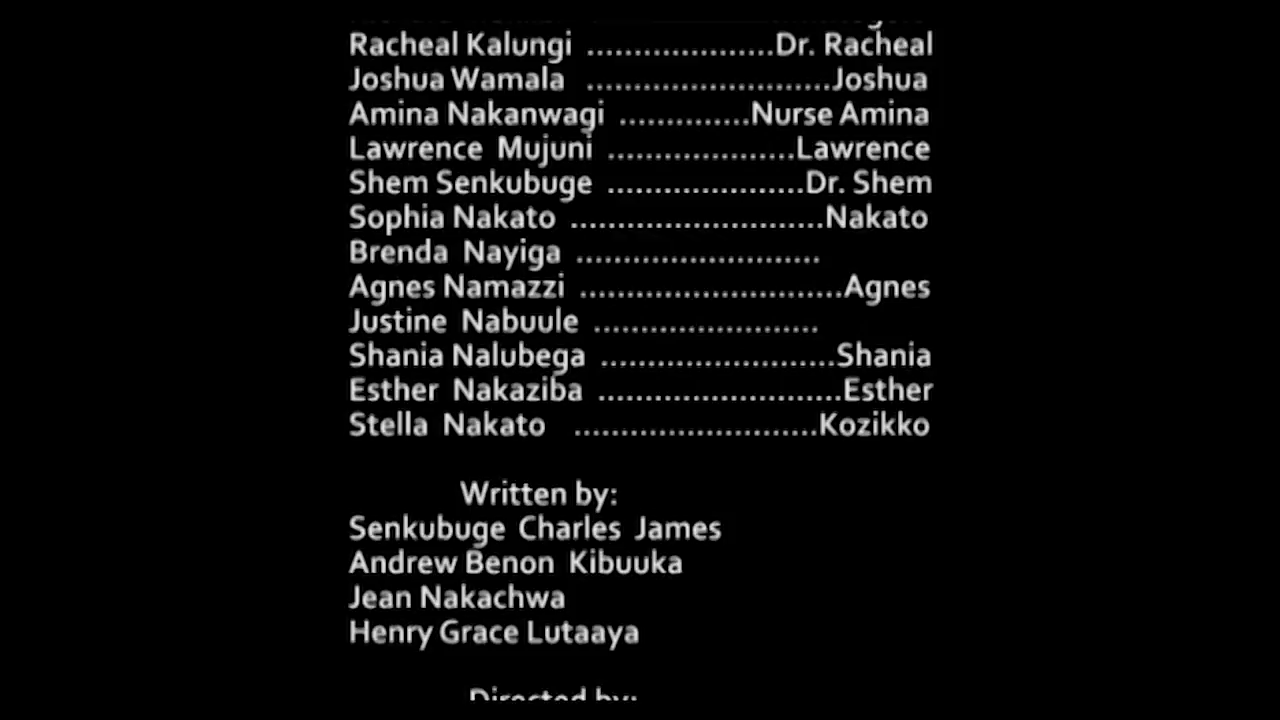 Racheal Kalungi ....................Dr. Racheal
Joshua Wamala ..........................Joshua
Amina Nakanwagi ..............Nurse Amina
Lawrence Mujuni ....................Lawrence
Shem Senkubuge .....................Dr. Shem
Sophia Nakato ...........................Nakato
Brenda Nayiga ..........................
Agnes Namazzi ............................Agnes
Justine Nabuule ........................
Shania Nalubega .........................Shania
Esther Nakaziba ..........................Esther
Stella Nakato ..........................Kozikko
Written by:
Senkubuge Charles James
Andrew Benon Kibuuka
Jean Nakachwa
Henry Grace Lutaaya
Directed by: